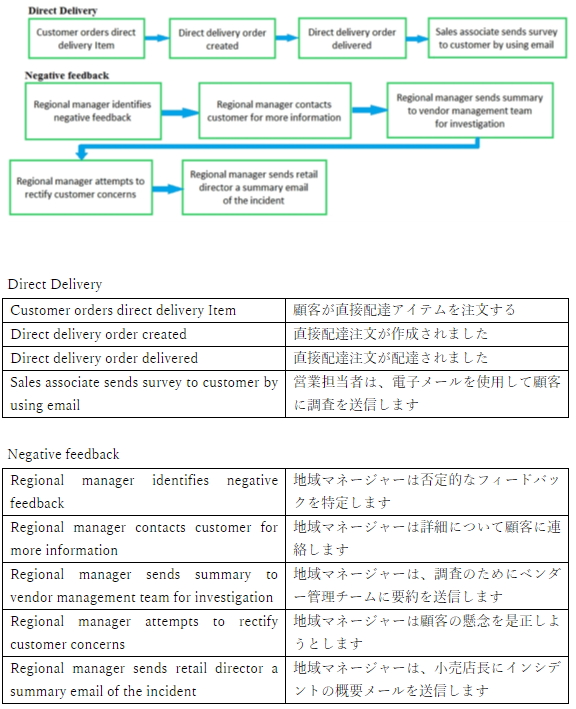 Direct Delivery
Customer orders direct
delivery Item
Direct delivery order
created
Direct delivery order
delivered
Sales associate sends survey
to customer by using email
Negative feedback
Regional manager identifies
negative feedback
Regional manager contacts
customer for more information
Regional manager sends summary
to vendor management team
for investigation
Regional manager attempts to
rectify customer concerns
Regional manager sends retail
director a summary email
of the incident
Direct Delivery
Customer orders direct delivery Item
顧客が直接配達アイテムを注文する
Direct delivery order created
直接配達注文が作成されました
Direct delivery order delivered
直接配達注文が配達されました
Sales associate sends survey to customer by
using email
営業担当者は、電子メールを使用して顧客
に調査を送信します
Negative feedback
Regional manager identifies negative
feedback
地域マネージャーは否定的なフィードバッ
クを特定します
Regional manager contacts customer for
more information
地域マネージャーは詳細について顧客に連
絡します
Regional manager sends summary to
vendor management team for investigation
地域マネージャーは、調査のためにベンダ
ー管理チームに要約を送信します
Regional manager attempts to rectify
customer concerns
地域マネージャーは顧客の懸念を是正しよ
うとします
Regional manager sends retail director a
summary email of the incident
地域マネージャーは、小売店長にインシデ
ントの概要メールを送信します